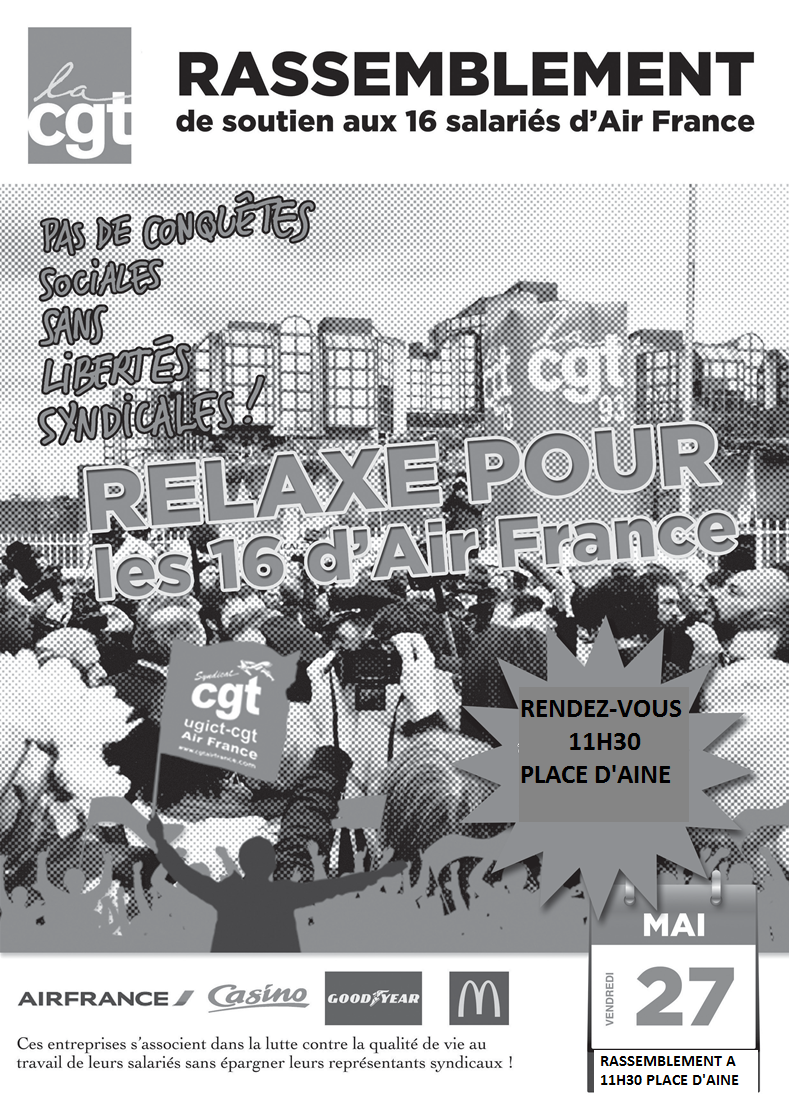 la
cgt
RASSEMBLEMENT
de soutien aux 16 salariés d'Air France
PAS DE CONQUÊTES
SOCIALES
SANS
LIBERTÉS
SYNDICALES !
cgt
93
RELAXE POUR
les 16 d'Air France
Syndicat
cgt
ugict-cgt
Air France
www.cgtairfrance.com
RENDEZ-VOUS
11H30
PLACE D'AINE
MAI
VENDREDI
27
RASSEMBLEMENT A
11H30 PLACE D'AINE
AIRFRANCE
Casino
GOODYEAR
M
Ces entreprises s'associent dans la lutte contre la qualité de vie au
travail de leurs salariés sans épargner leurs représentants syndicaux !